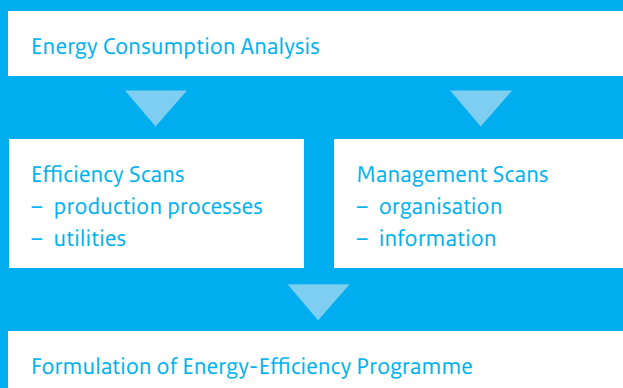 Energy Consumption Analysis
Efficiency Scans
– production processes
– utilities
Management Scans
– organisation
– information
Formulation of Energy-Efficiency Programme